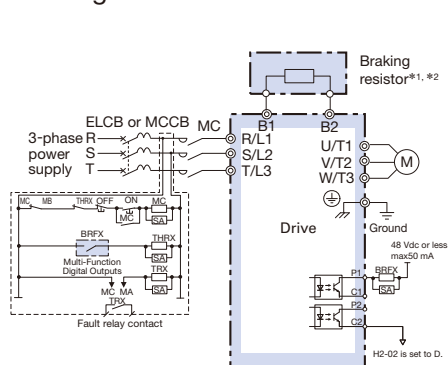 Braking
resistor*1, *2
ELCB or MCCB MC
B1 B2
3-phase R R/L1 U/T1
power S S/L2 V/T2 M
supply T T/L3 W/T3
MC MB THRX OFF ON MC
MC SA
Drive Ground
BRFX THRX
SA
Multi-Function
Digital Outputs
TRX
MC MA SA
TRX
Fault relay contact
48 Vdc or less
max50 mA
P1 BRFX
C1 SA
P2
C2
H2-02 is set to D.